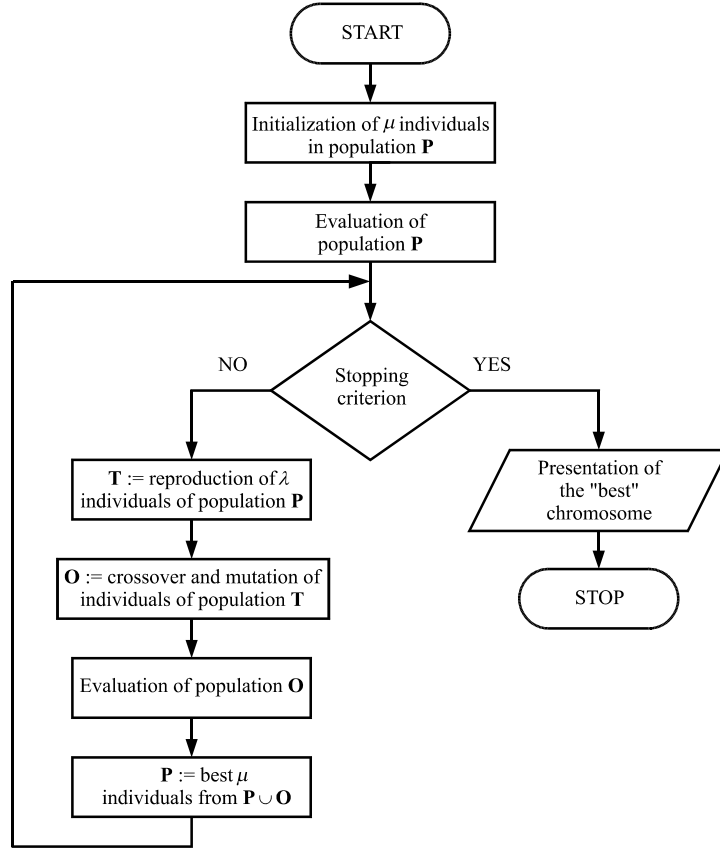 START
Initialization of μ individuals
in population P
Evaluation of
population P
NO
YES
Stopping
criterion
T := reproduction of λ
individuals of population P
Presentation of
the "best"
chromosome
O := crossover and mutation of
individuals of population T
STOP
Evaluation of population O
P := best μ
individuals from P ∪ O